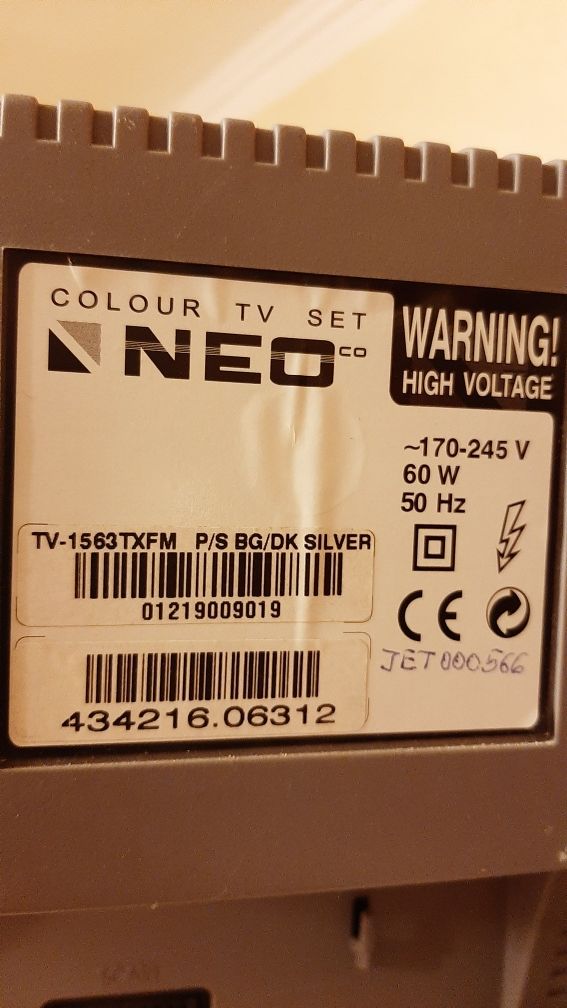 COLOUR TV SET
NEO CO
WARNING!
HIGH VOLTAGE
~170-245 V
60 W
50 Hz
TV-1563TXFM P/S BG/DK SILVER
01219009019
CE
JET000566
434216.06312